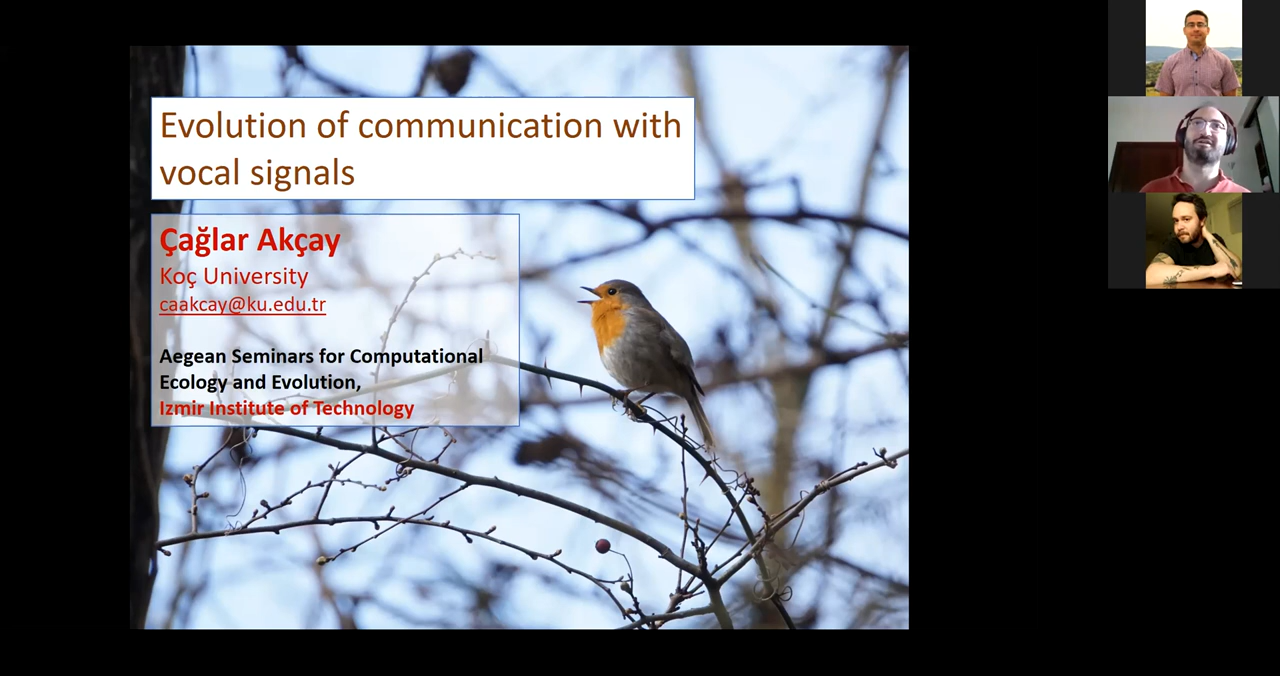 Evolution of communication with
vocal signals
Çağlar Akçay
Koç University
caakcay@ku.edu.tr
Aegean Seminars for Computational
Ecology and Evolution,
Izmir Institute of Technology